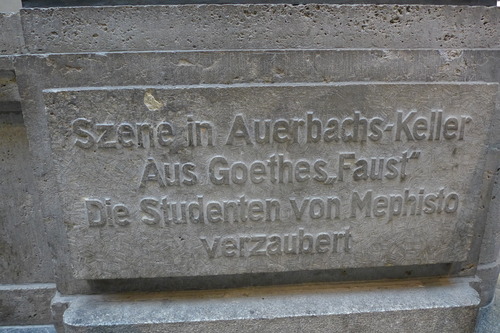 Szene in Auerbachs-Keller
Aus Goethes „Faust“
Die Studenten von Mephisto
verzaubert